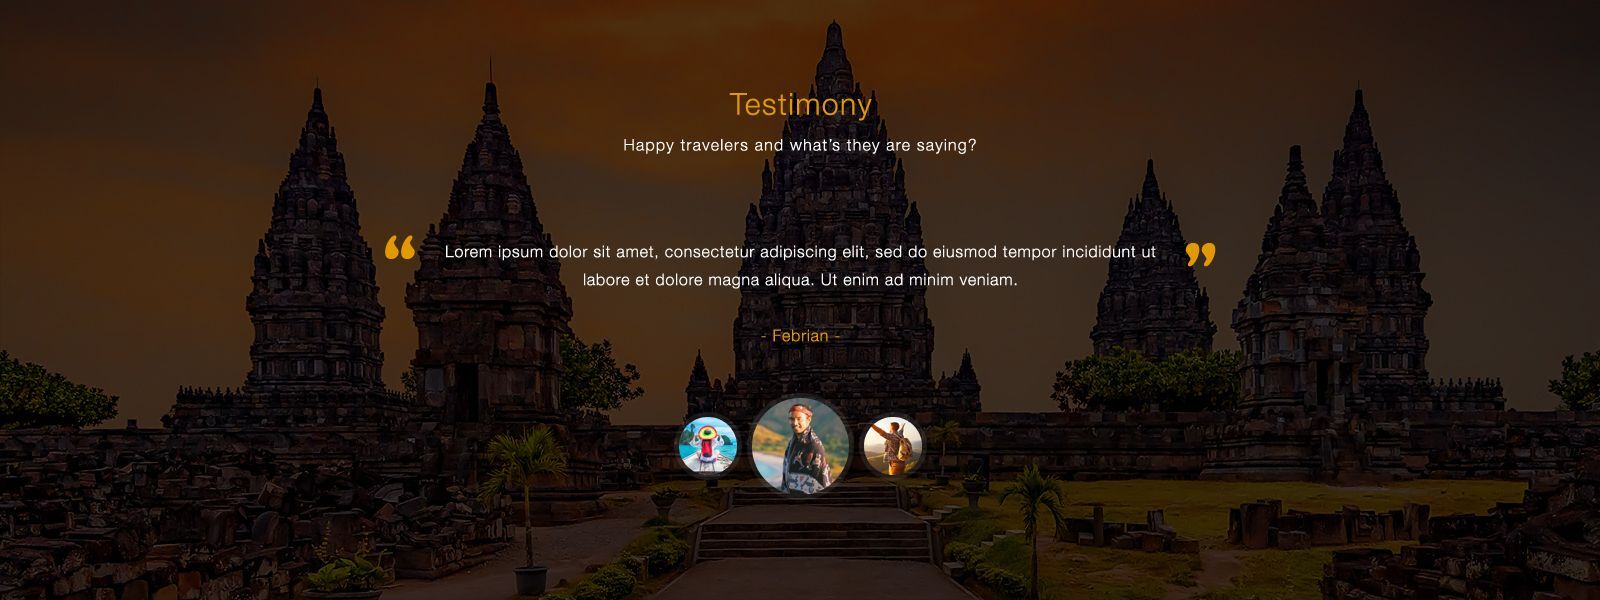 Testimony
Happy travelers and what’s they are saying?
“ Lorem ipsum dolor sit amet, consectetur adipiscing elit, sed do eiusmod tempor incididunt ut ”
labore et dolore magna aliqua. Ut enim ad minim veniam.
- Febrian -